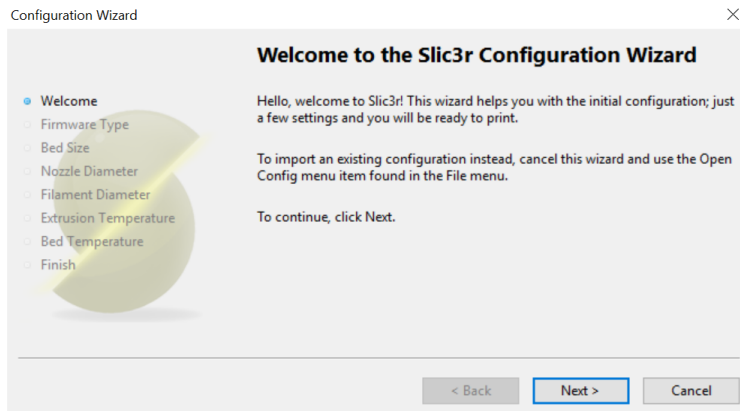 Configuration Wizard
Welcome to the Slic3r Configuration Wizard
Welcome
Firmware Type
Bed Size
Nozzle Diameter
Filament Diameter
Extrusion Temperature
Bed Temperature
Finish
Hello, welcome to Slic3r! This wizard helps you with the initial configuration; just
a few settings and you will be ready to print.
To import an existing configuration instead, cancel this wizard and use the Open
Config menu item found in the File menu.
To continue, click Next.
< Back
Next >
Cancel